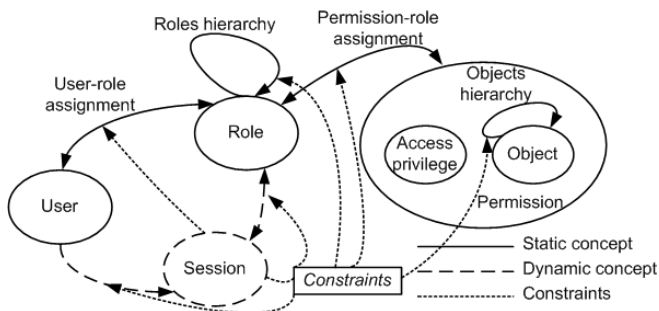 Roles hierarchy
Permission-role
assignment
User-role
assignment
Objects
hierarchy
Role
Access
privilege
Object
User
Permission
Session
Constraints
Static concept
Dynamic concept
Constraints